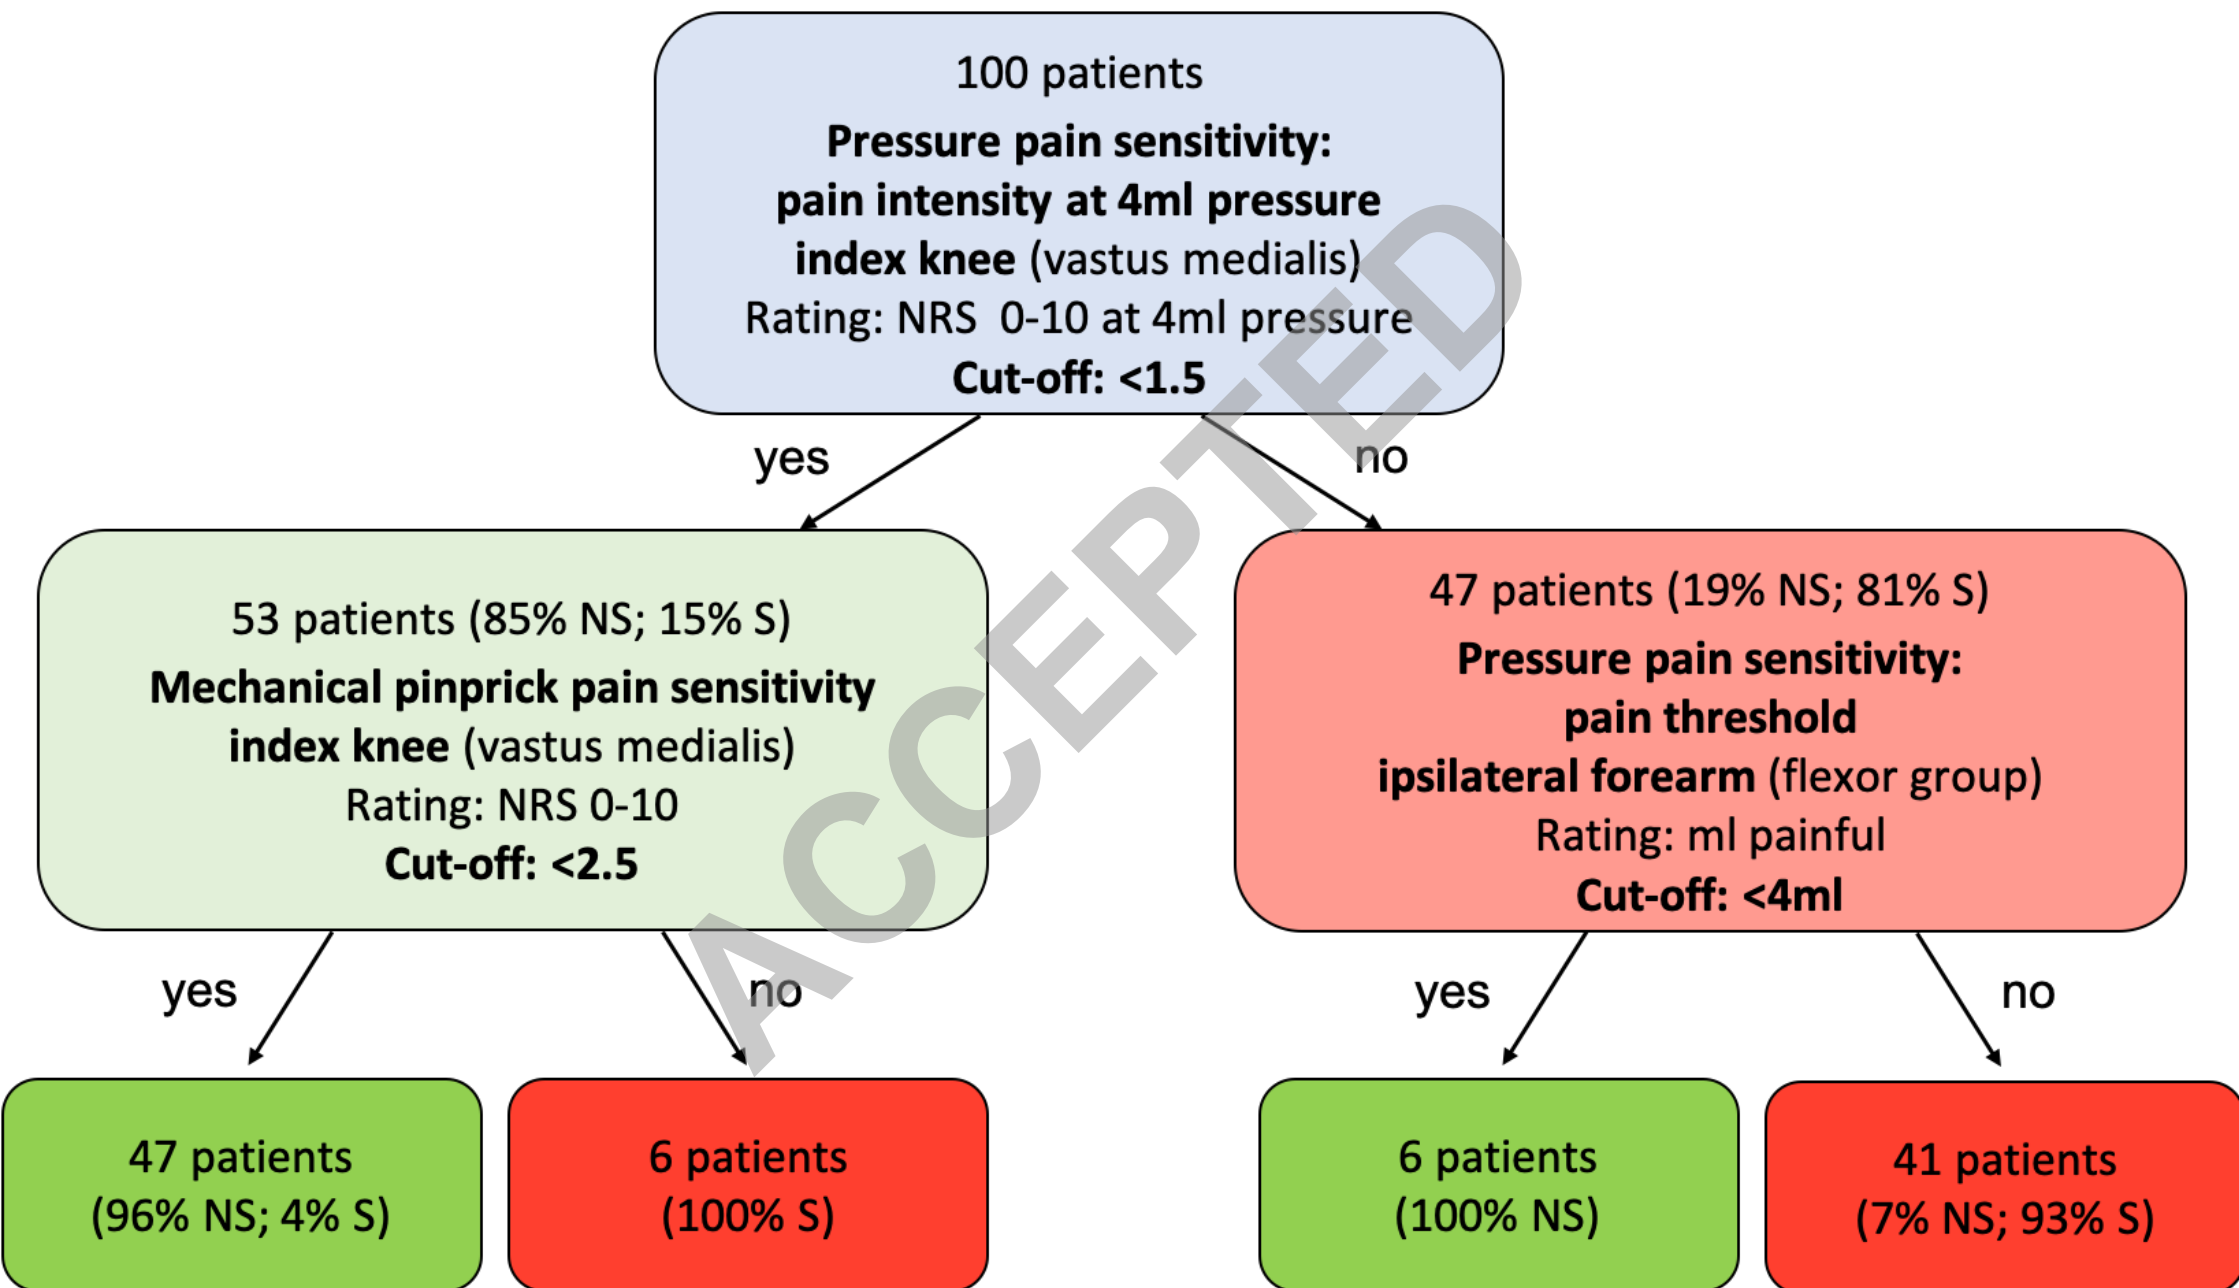 100 patients
Pressure pain sensitivity:
pain intensity at 4ml pressure
index knee (vastus medialis)
Rating: NRS 0-10 at 4ml pressure
Cut-off: <1.5
yes
no
53 patients (85% NS; 15% S)
Mechanical pinprick pain sensitivity
index knee (vastus medialis)
Rating: NRS 0-10
Cut-off: <2.5
47 patients (19% NS; 81% S)
Pressure pain sensitivity:
pain threshold
ipsilateral forearm (flexor group)
Rating: ml painful
Cut-off: <4ml
yes
no
yes
no
47 patients
(96% NS; 4% S)
6 patients
(100% S)
6 patients
(100% NS)
41 patients
(7% NS; 93% S)
ACCEPTED